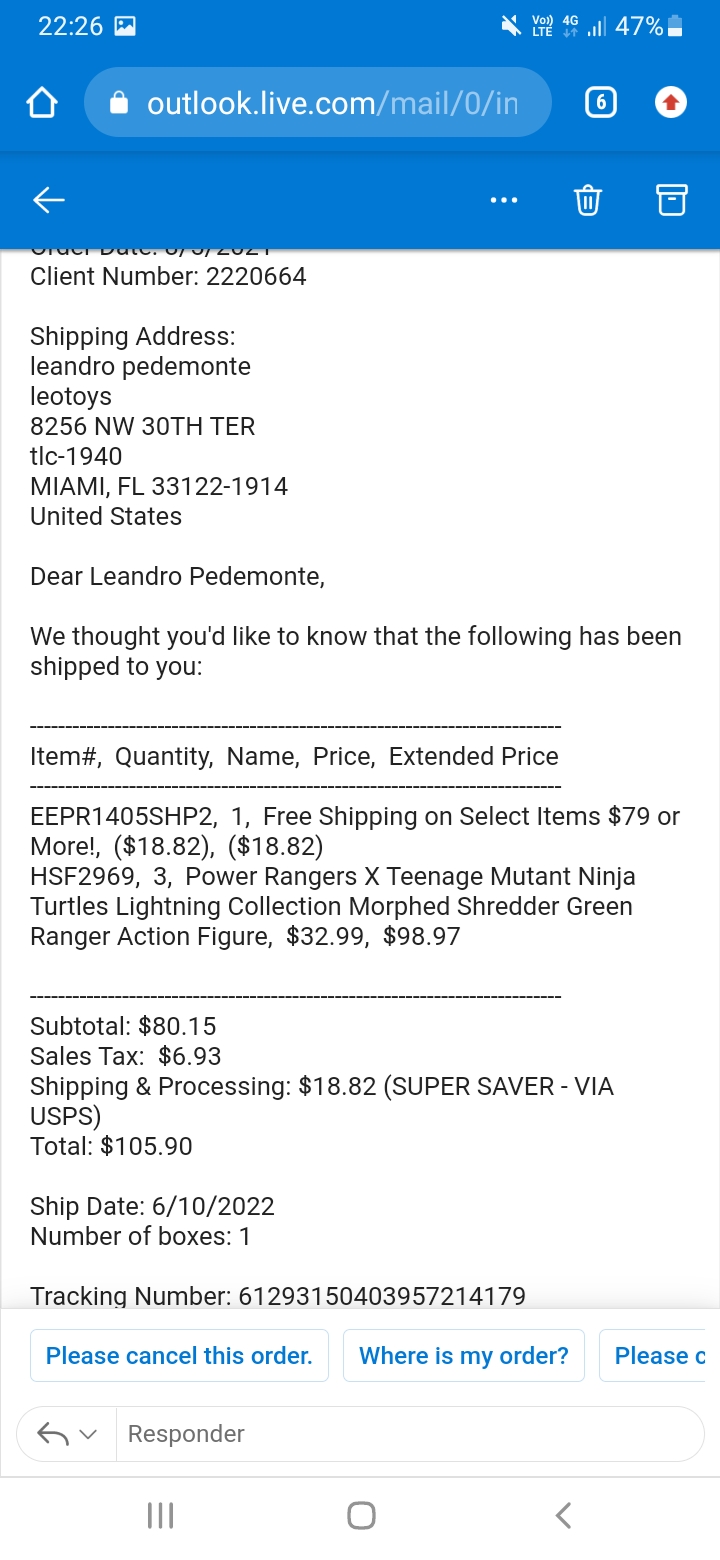 22:26
Vo))
LTE
4G
47%
outlook.live.com/mail/0/in
6
Client Number: 2220664
Shipping Address:
leandro pedemonte
leotoys
8256 NW 30TH TER
tlc-1940
MIAMI, FL 33122-1914
United States
Dear Leandro Pedemonte,
We thought you'd like to know that the following has been
shipped to you:
---------------------------------------------------------------------------
Item#,  Quantity,  Name,  Price,  Extended Price
---------------------------------------------------------------------------
EEPR1405SHP2,  1,  Free Shipping on Select Items $79 or
More!,  ($18.82),  ($18.82)
HSF2969,  3,  Power Rangers X Teenage Mutant Ninja
Turtles Lightning Collection Morphed Shredder Green
Ranger Action Figure,  $32.99,  $98.97
---------------------------------------------------------------------------
Subtotal: $80.15
Sales Tax:  $6.93
Shipping & Processing: $18.82 (SUPER SAVER - VIA
USPS)
Total: $105.90
Ship Date: 6/10/2022
Number of boxes: 1
Tracking Number: 61293150403957214179
Please cancel this order.
Where is my order?
Please c
Responder